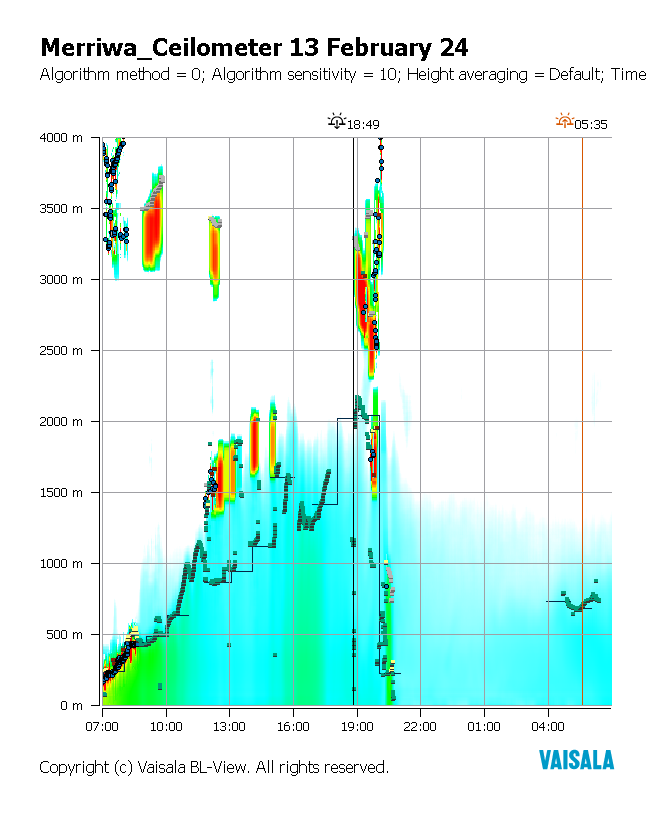 Merriwa_Ceilometer 13 February 24
Algorithm method = 0; Algorithm sensitivity = 10; Height averaging = Default; Time
18:49
05:35
4000 m
3500 m
3000 m
2500 m
2000 m
1500 m
1000 m
500 m
0 m
07:00 10:00 13:00 16:00 19:00 22:00 01:00 04:00
Copyright (c) Vaisala BL-View. All rights reserved.
VAISALA